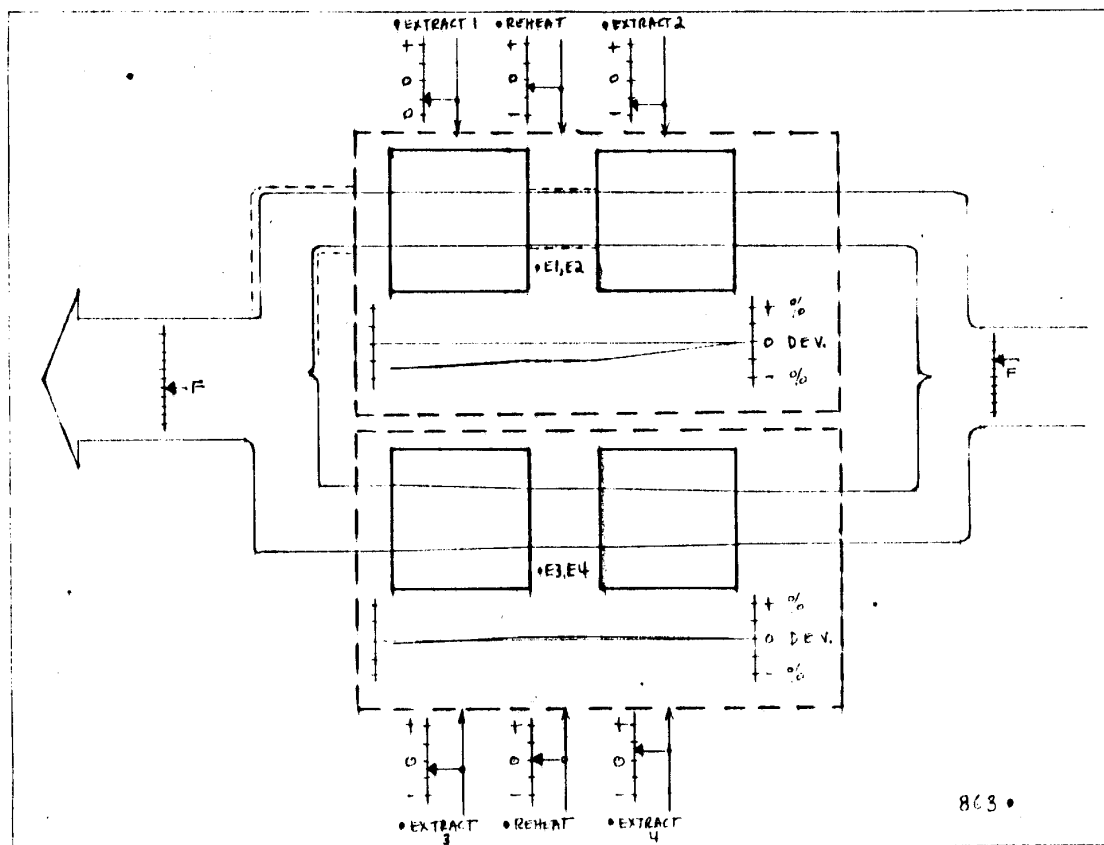 •EXTRACT 1 •REHEAT •EXTRACT 2
+ + +
0 0 0
0 - -
•E1,E2
+ %
0 DEV.
- %
F
F
•E3,E4
+ %
0 DEV.
- %
+ + +
0 0 0
- - -
•EXTRACT 3 •REHEAT •EXTRACT 4
863 •